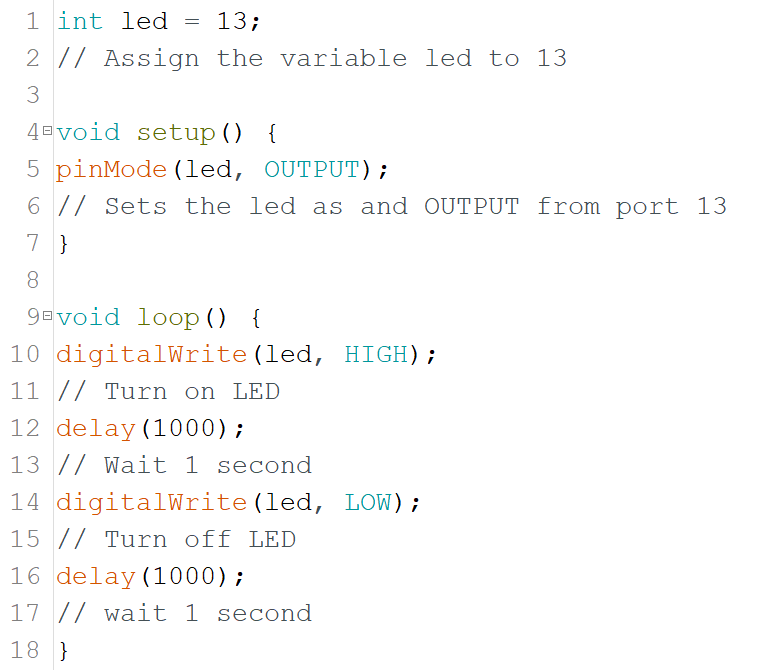 1 int led = 13;
2 // Assign the variable led to 13
3
4 void setup() {
5 pinMode(led, OUTPUT);
6 // Sets the led as and OUTPUT from port 13
7 }
8
9 void loop() {
10 digitalWrite(led, HIGH);
11 // Turn on LED
12 delay(1000);
13 // Wait 1 second
14 digitalWrite(led, LOW);
15 // Turn off LED
16 delay(1000);
17 // wait 1 second
18 }